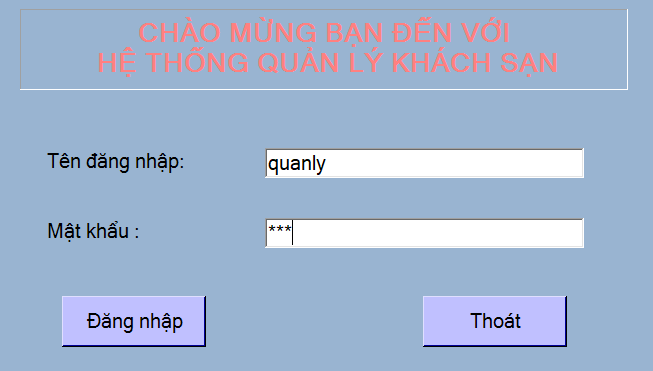 CHÀO MỪNG BẠN ĐẾN VỚI
HỆ THỐNG QUẢN LÝ KHÁCH SẠN
Tên đăng nhập:
quanly
Mật khẩu :
***
Đăng nhập
Thoát